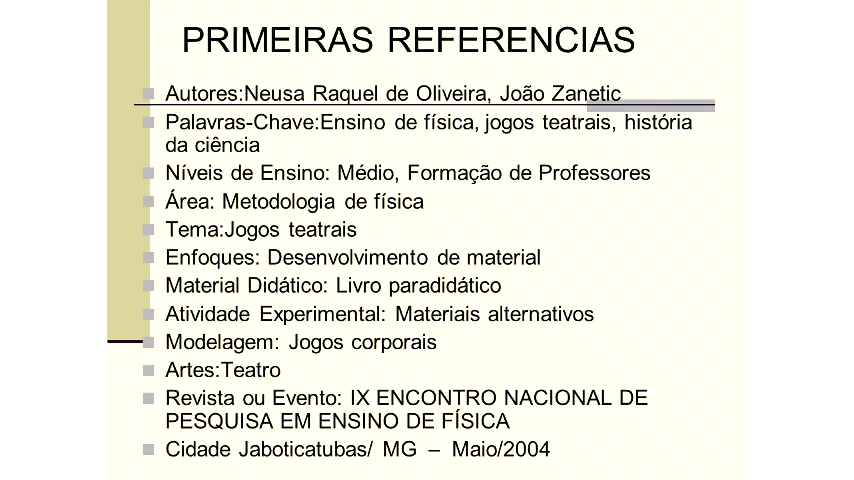 PRIMEIRAS REFERENCIAS
Autores:Neusa Raquel de Oliveira, João Zanetic
Palavras-Chave:Ensino de física, jogos teatrais, história
da ciência
Níveis de Ensino: Médio, Formação de Professores
Área: Metodologia de física
Tema:Jogos teatrais
Enfoques: Desenvolvimento de material
Material Didático: Livro paradidático
Atividade Experimental: Materiais alternativos
Modelagem: Jogos corporais
Artes:Teatro
Revista ou Evento: IX ENCONTRO NACIONAL DE
PESQUISA EM ENSINO DE FÍSICA
Cidade Jaboticatubas/ MG – Maio/2004